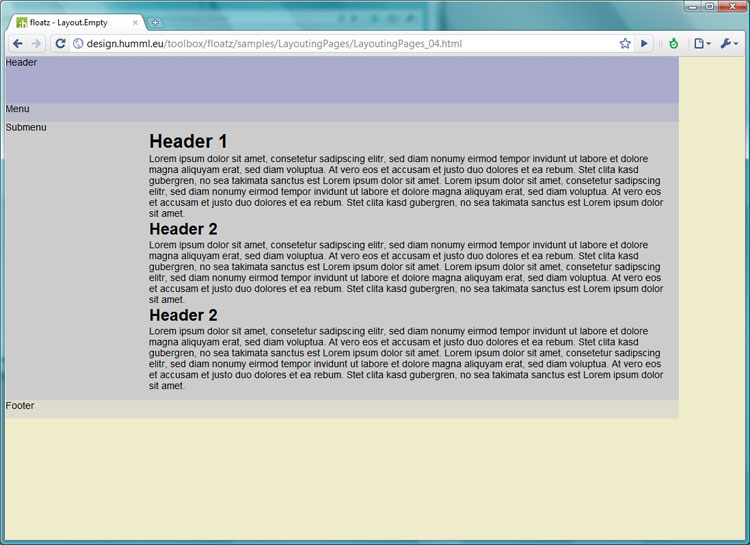 floatz - Layout.Empty
design.humml.eu/toolbox/floatz/samples/LayoutingPages/LayoutingPages_04.html
Header
Menu
Submenu
Header 1
Lorem ipsum dolor sit amet, consetetur sadipscing elitr, sed diam nonumy eirmod tempor invidunt ut labore et dolore
magna aliquyam erat, sed diam voluptua. At vero eos et accusam et justo duo dolores et ea rebum. Stet clita kasd
gubergren, no sea takimata sanctus est Lorem ipsum dolor sit amet. Lorem ipsum dolor sit amet, consetetur sadipscing
elitr, sed diam nonumy eirmod tempor invidunt ut labore et dolore magna aliquyam erat, sed diam voluptua. At vero eos
et accusam et justo duo dolores et ea rebum. Stet clita kasd gubergren, no sea takimata sanctus est Lorem ipsum dolor
sit amet.
Header 2
Lorem ipsum dolor sit amet, consetetur sadipscing elitr, sed diam nonumy eirmod tempor invidunt ut labore et dolore
magna aliquyam erat, sed diam voluptua. At vero eos et accusam et justo duo dolores et ea rebum. Stet clita kasd
gubergren, no sea takimata sanctus est Lorem ipsum dolor sit amet. Lorem ipsum dolor sit amet, consetetur sadipscing
elitr, sed diam nonumy eirmod tempor invidunt ut labore et dolore magna aliquyam erat, sed diam voluptua. At vero eos
et accusam et justo duo dolores et ea rebum. Stet clita kasd gubergren, no sea takimata sanctus est Lorem ipsum dolor
sit amet.
Header 2
Lorem ipsum dolor sit amet, consetetur sadipscing elitr, sed diam nonumy eirmod tempor invidunt ut labore et dolore
magna aliquyam erat, sed diam voluptua. At vero eos et accusam et justo duo dolores et ea rebum. Stet clita kasd
gubergren, no sea takimata sanctus est Lorem ipsum dolor sit amet. Lorem ipsum dolor sit amet, consetetur sadipscing
elitr, sed diam nonumy eirmod tempor invidunt ut labore et dolore magna aliquyam erat, sed diam voluptua. At vero eos
et accusam et justo duo dolores et ea rebum. Stet clita kasd gubergren, no sea takimata sanctus est Lorem ipsum dolor
sit amet.
Footer